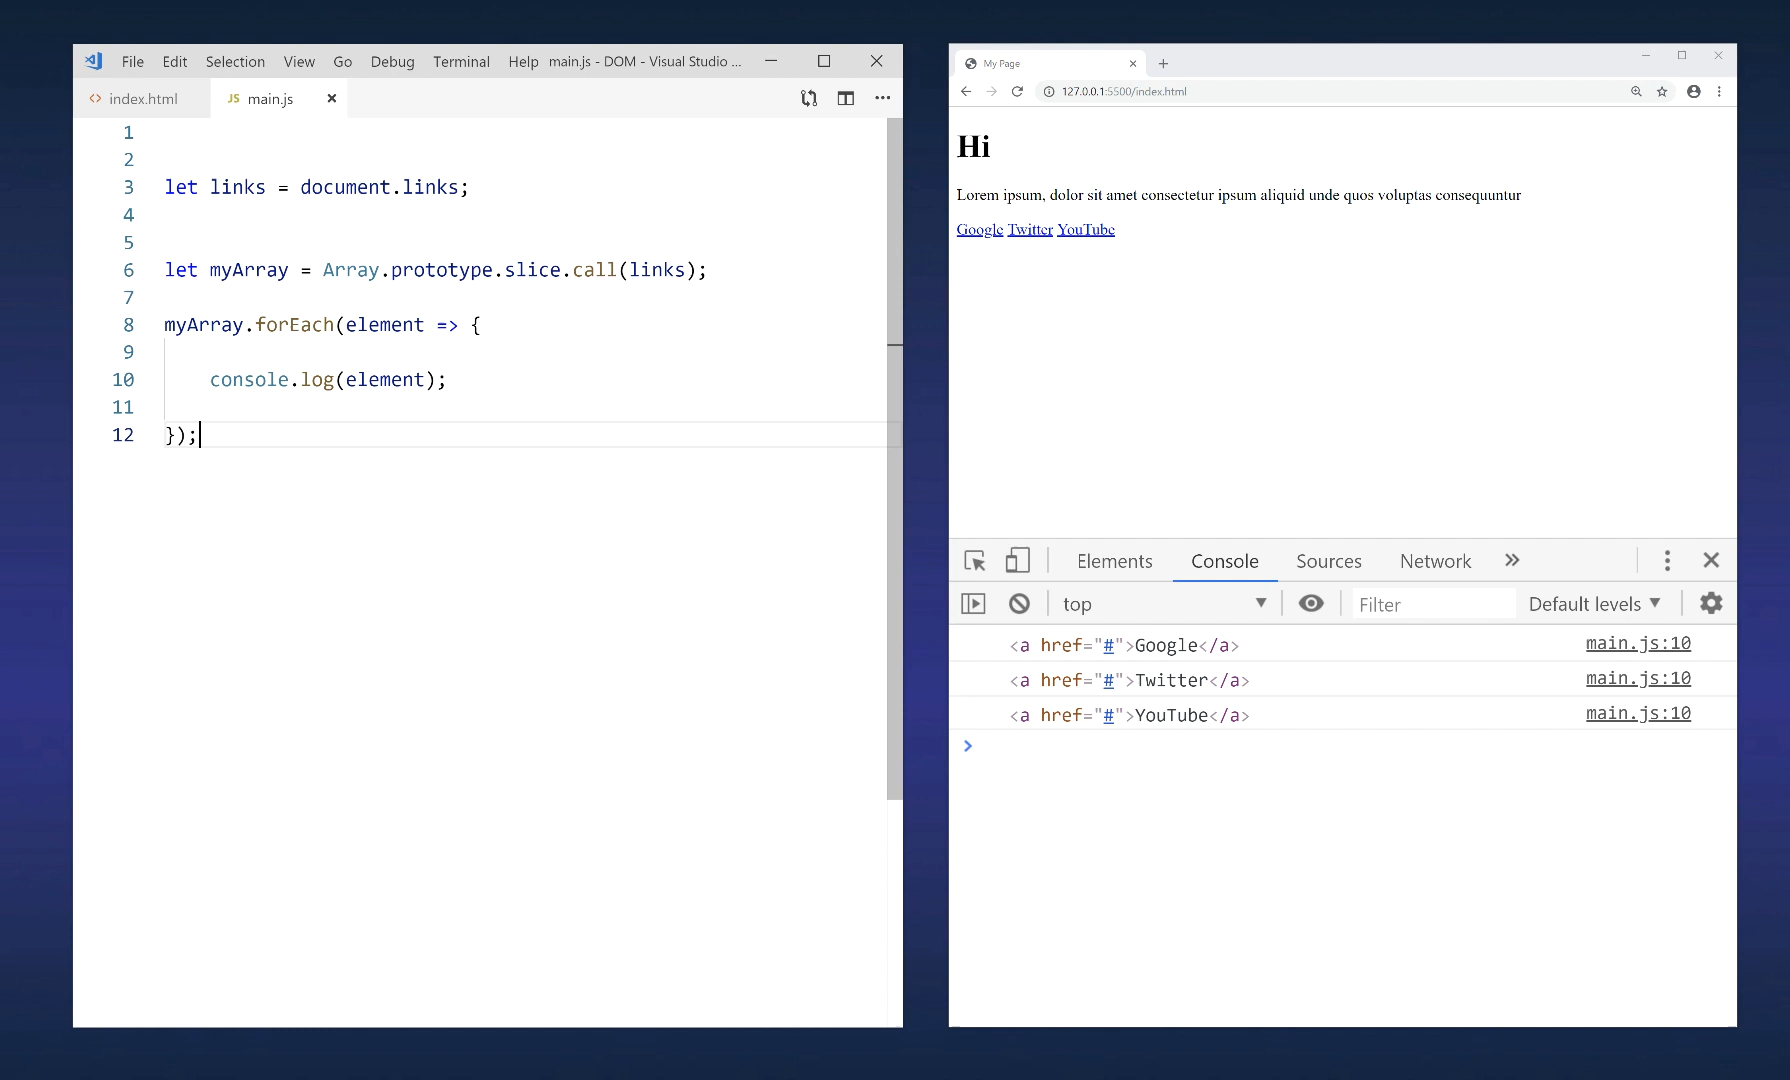 File Edit Selection View Go Debug Terminal Help main.js - DOM - Visual Studio ...
index.html JS main.js
1
2
3 let links = document.links;
4
5
6 let myArray = Array.prototype.slice.call(links);
7
8 myArray.forEach(element => {
9
10 console.log(element);
11
12 });
My Page
127.0.0.1:5500/index.html
Hi
Lorem ipsum, dolor sit amet consectetur ipsum aliquid unde quos voluptas consequuntur
Google Twitter YouTube
Elements Console Sources Network
top Filter Default levels
<a href="#">Google</a> main.js:10
<a href="#">Twitter</a> main.js:10
<a href="#">YouTube</a> main.js:10